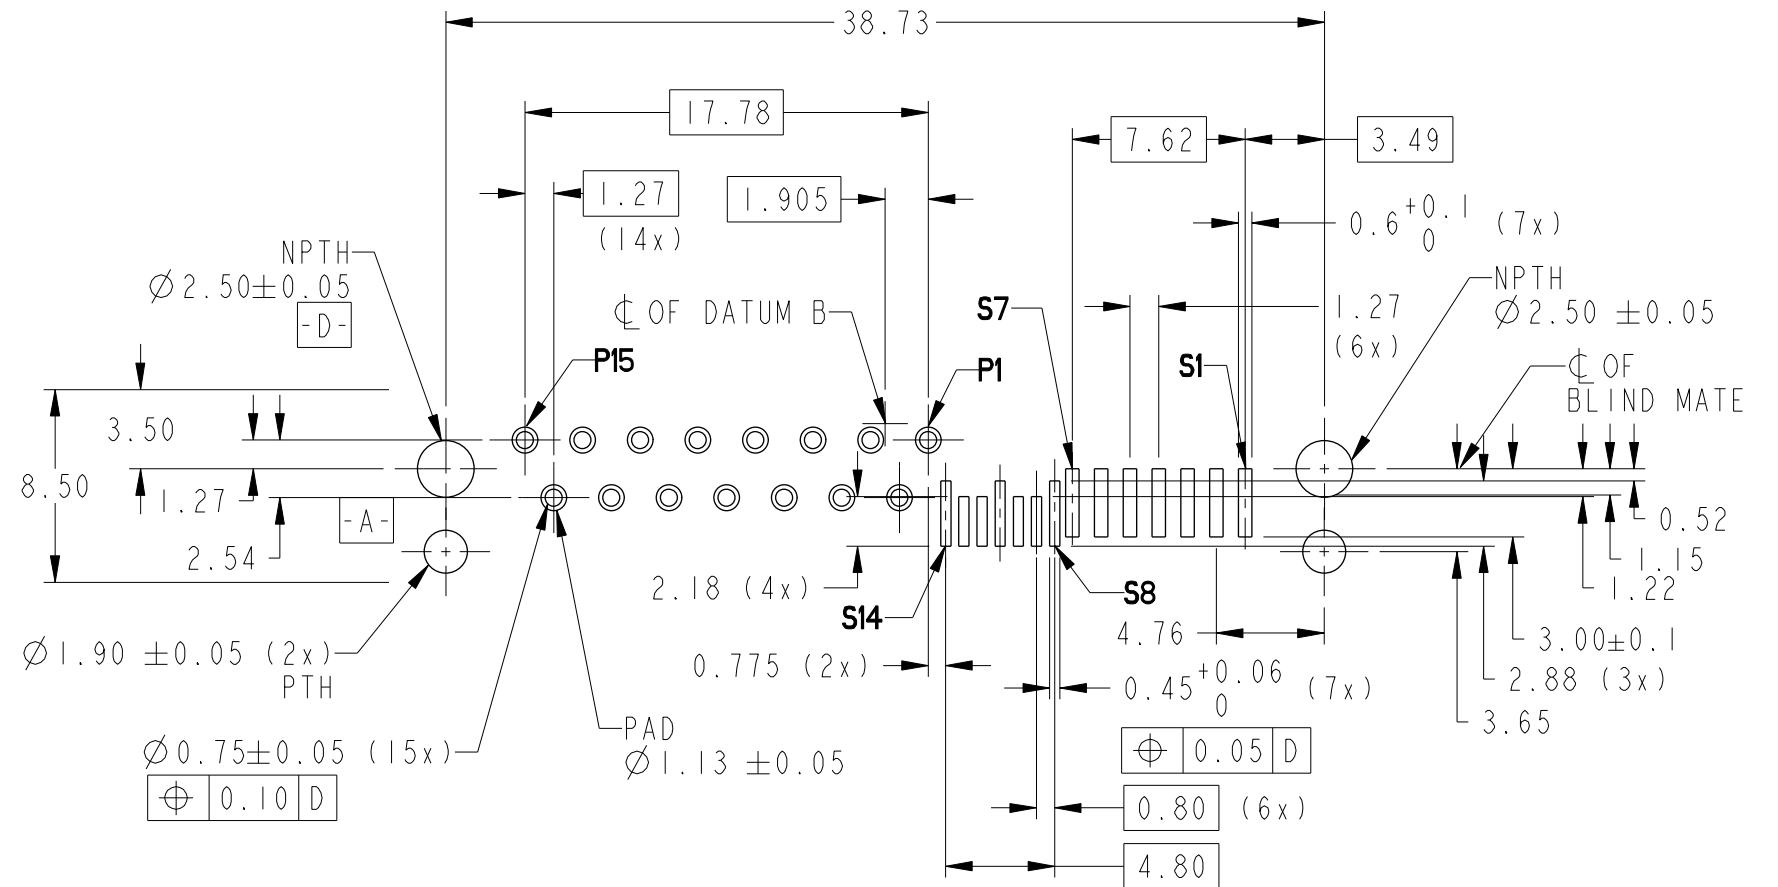 38.73
17.78
7.62
3.49
1.27
(14x)
1.905
0.6 +0.1 0 (7x)
NPTH
Ø2.50±0.05
-D-
℄ OF DATUM B
S7
1.27
(6x)
NPTH
Ø2.50 ±0.05
P15
P1
S1
℄ OF
BLIND MATE
3.50
8.50
1.27
-A-
2.54
0.52
1.15
1.22
2.18 (4x)
S14
S8
4.76
3.00±0.1
2.88 (3x)
3.65
Ø1.90 ±0.05 (2x)
PTH
0.775 (2x)
0.45 +0.06 0 (7x)
Ø0.75±0.05 (15x)
⌖ 0.10 D
PAD
Ø1.13 ±0.05
⌖ 0.05 D
0.80 (6x)
4.80